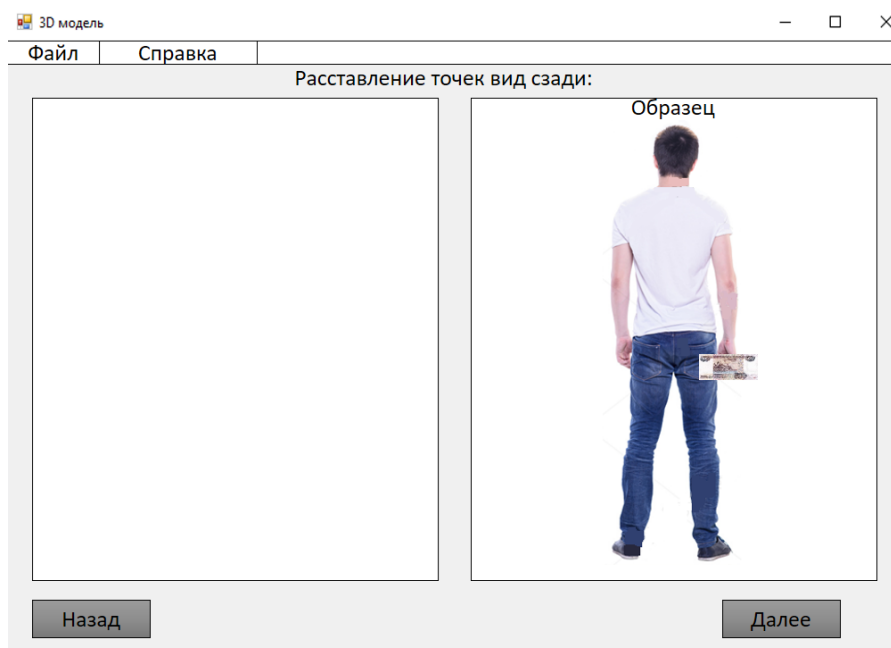 3D модель
Файл Справка
Расставление точек вид сзади:
Образец
Назад
Далее